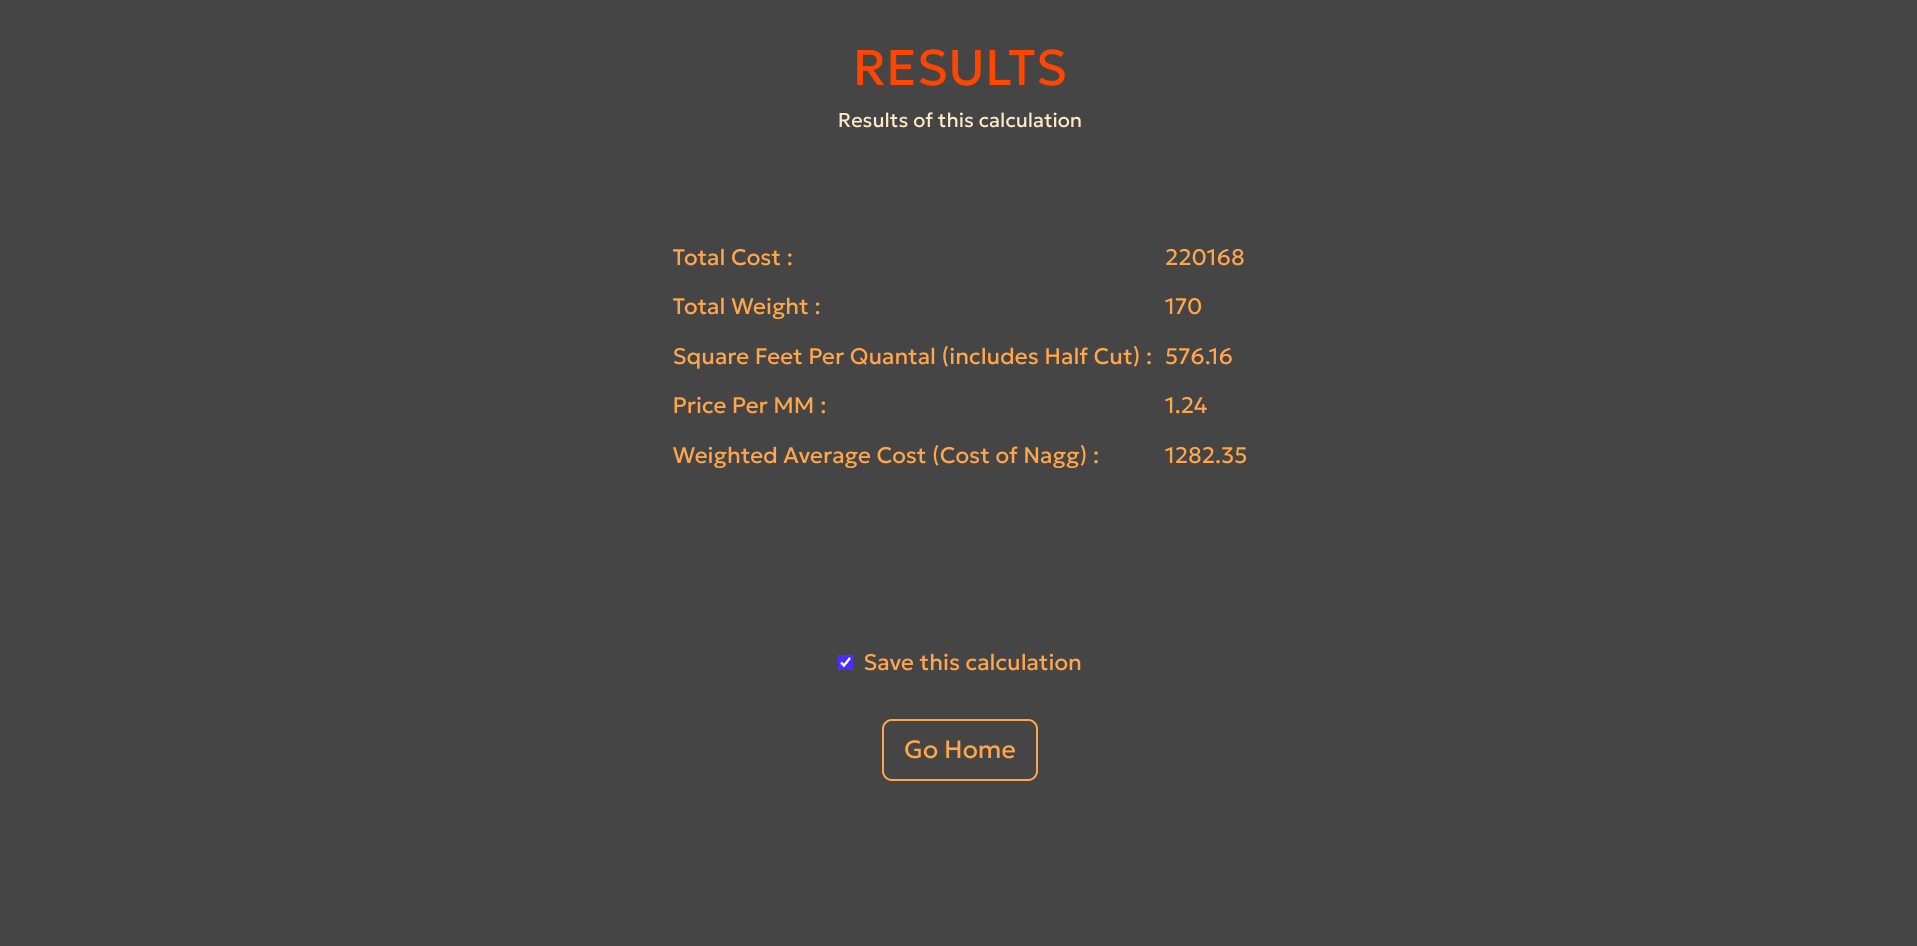 RESULTS
Results of this calculation
Total Cost : 220168
Total Weight : 170
Square Feet Per Quantal (includes Half Cut) : 576.16
Price Per MM : 1.24
Weighted Average Cost (Cost of Nagg) : 1282.35
Save this calculation
Go Home